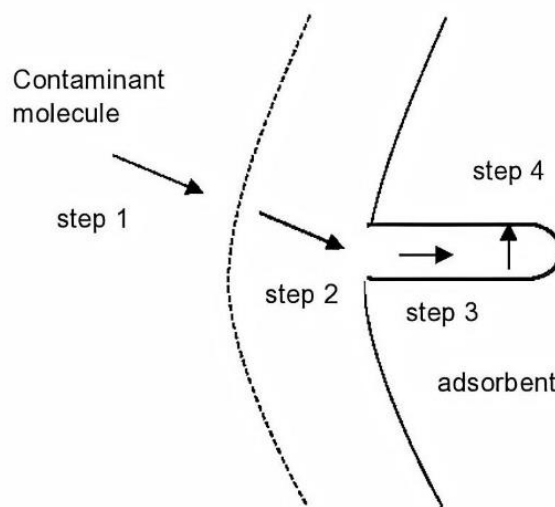 Contaminant
molecule
step 1
step 2
step 3
step 4
adsorbent